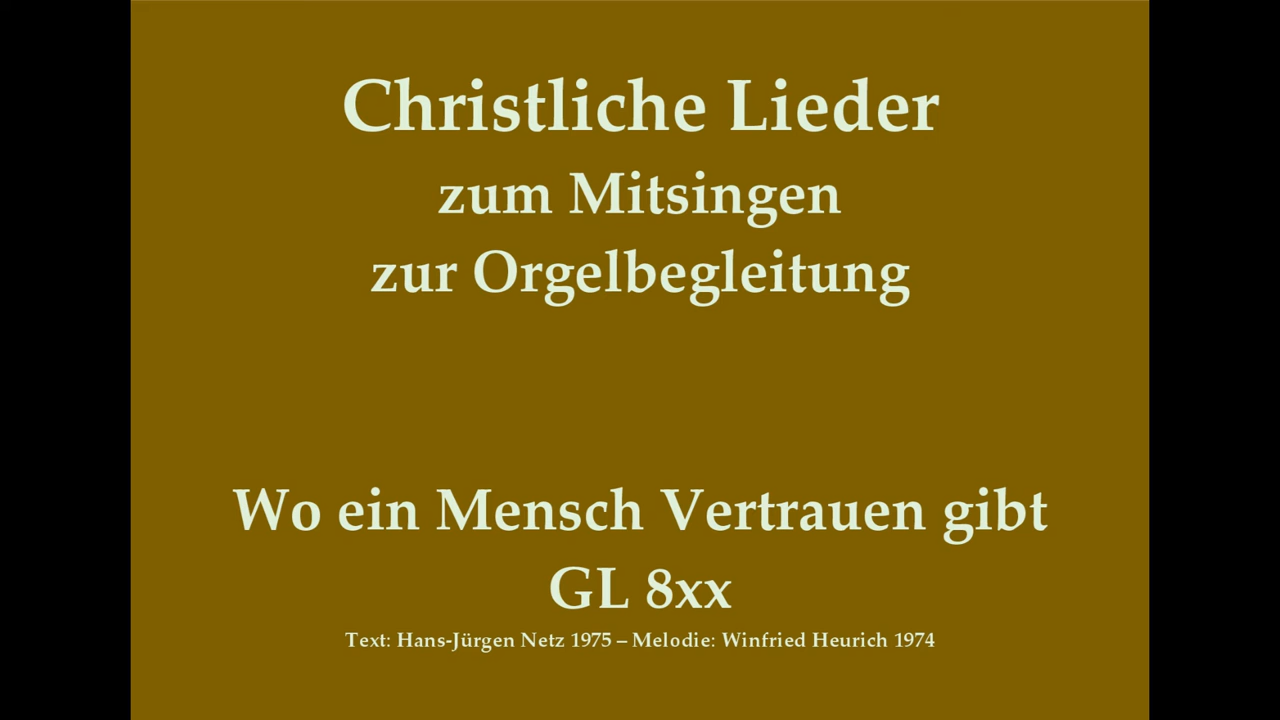 Christliche Lieder
zum Mitsingen
zur Orgelbegleitung
Wo ein Mensch Vertrauen gibt
GL 8xx
Text: Hans-Jürgen Netz 1975 – Melodie: Winfried Heurich 1974